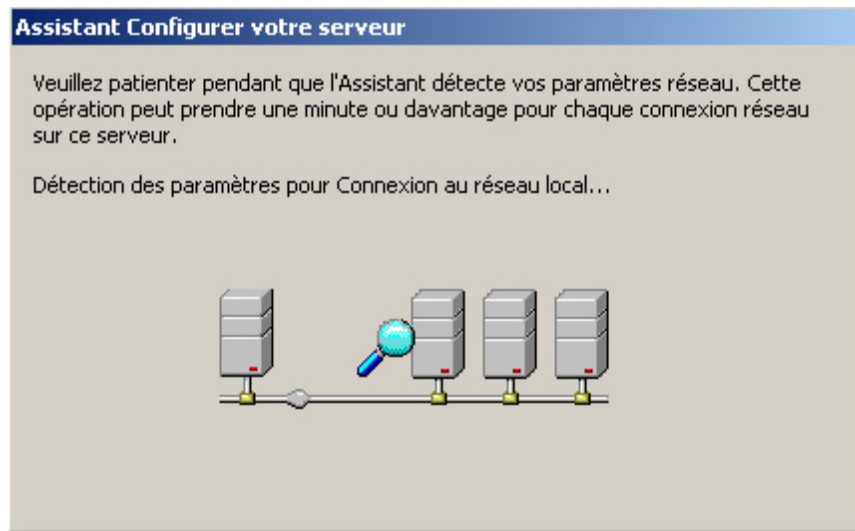 Assistant Configurer votre serveur
Veuillez patienter pendant que l'Assistant détecte vos paramètres réseau. Cette
opération peut prendre une minute ou davantage pour chaque connexion réseau
sur ce serveur.
Détection des paramètres pour Connexion au réseau local...